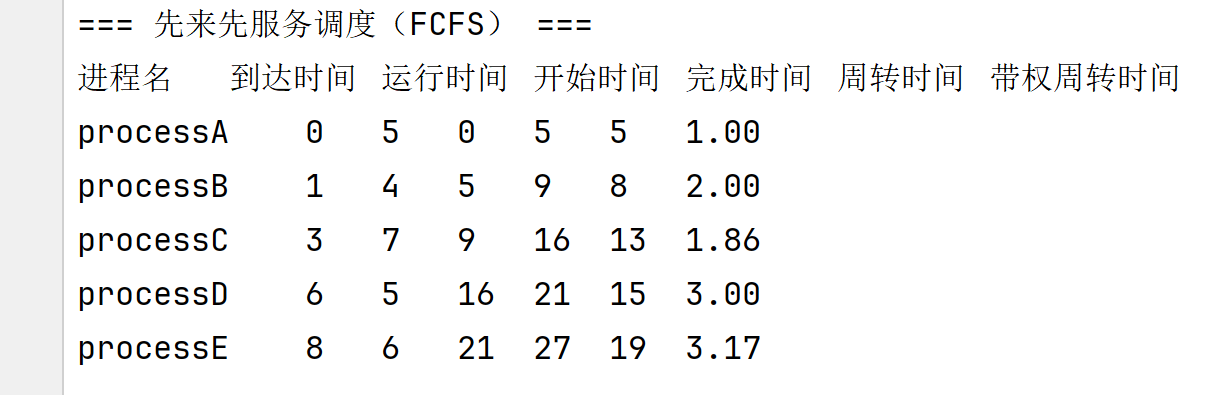 === 先来先服务调度（FCFS） ===
进程名 到达时间 运行时间 开始时间 完成时间 周转时间 带权周转时间
processA 0 5 0 5 5 1.00
processB 1 4 5 9 8 2.00
processC 3 7 9 16 13 1.86
processD 6 5 16 21 15 3.00
processE 8 6 21 27 19 3.17